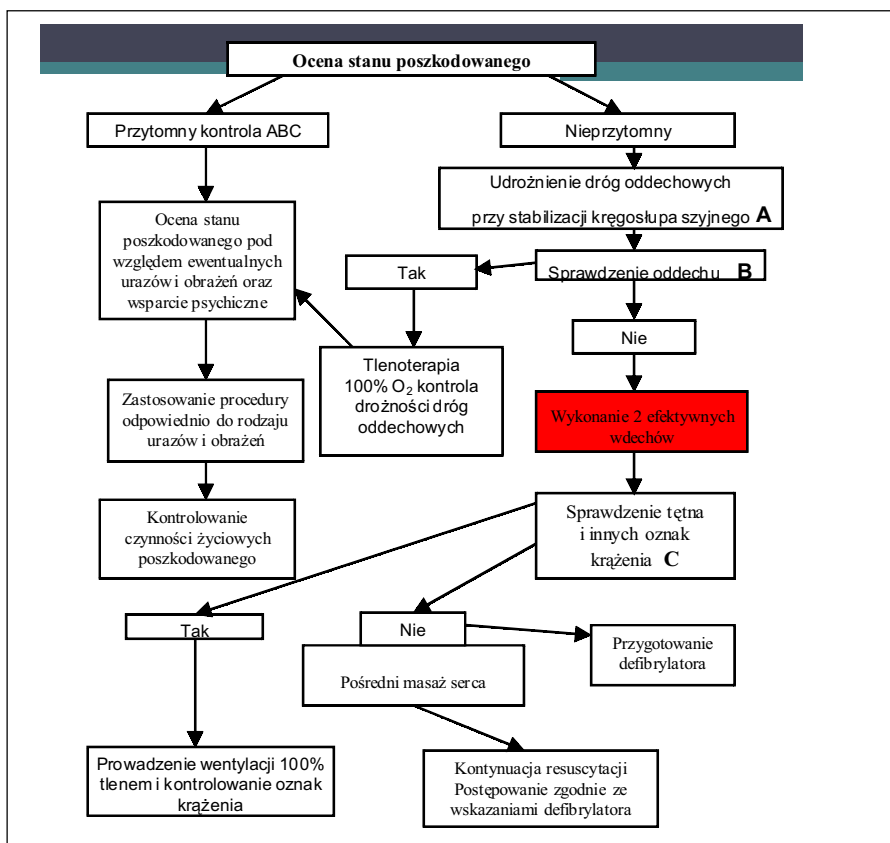 Ocena stanu poszkodowanego
Przytomny kontrola ABC
Nieprzytomny
Udrożnienie dróg oddechowych
przy stabilizacji kręgosłupa szyjnego A
Ocena stanu
poszkodowanego pod
względem ewentualnych
urazów i obrażeń oraz
wsparcie psychiczne
Tak
Sprawdzenie oddechu B
Nie
Tlenoterapia
100% O₂ kontrola
drożności dróg
oddechowych
Zastosowanie procedury
odpowiednio do rodzaju
urazów i obrażeń
Wykonanie 2 efektywnych
wdechów
Kontrolowanie
czynności życiowych
poszkodowanego
Sprawdzenie tętna
i innych oznak
krążenia C
Tak
Nie
Przygotowanie
defibrylatora
Pośredni masaż serca
Prowadzenie wentylacji 100%
tlenem i kontrolowanie oznak
krążenia
Kontynuacja resuscytacji
Postępowanie zgodnie ze
wskazaniami defibrylatora